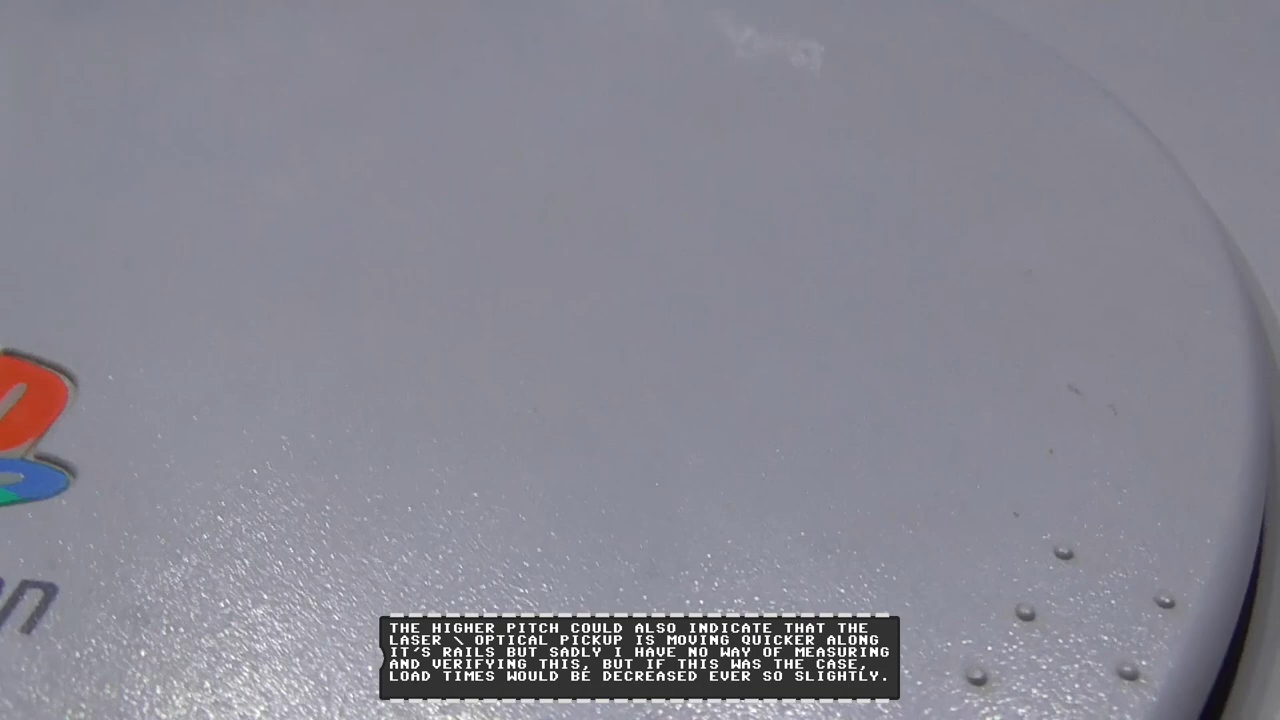 n
THE HIGHER PITCH COULD ALSO INDICATE THAT THE
LASER \ OPTICAL PICKUP IS MOVING QUICKER ALONG
IT'S RAILS BUT SADLY I HAVE NO WAY OF MEASURING
AND VERIFYING THIS, BUT IF THIS WAS THE CASE,
LOAD TIMES WOULD BE DECREASED EVER SO SLIGHTLY.